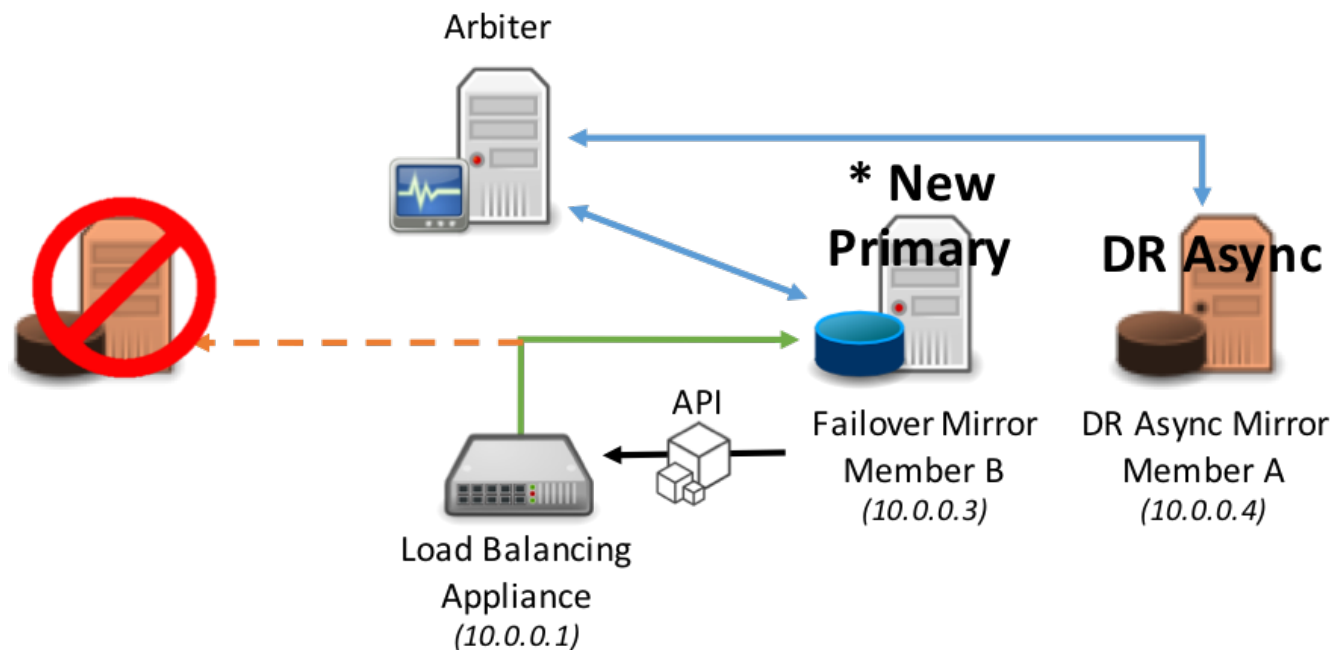 Arbiter
* New
Primary
DR Async
API
Failover Mirror
Member B
(10.0.0.3)
DR Async Mirror
Member A
(10.0.0.4)
Load Balancing
Appliance
(10.0.0.1)